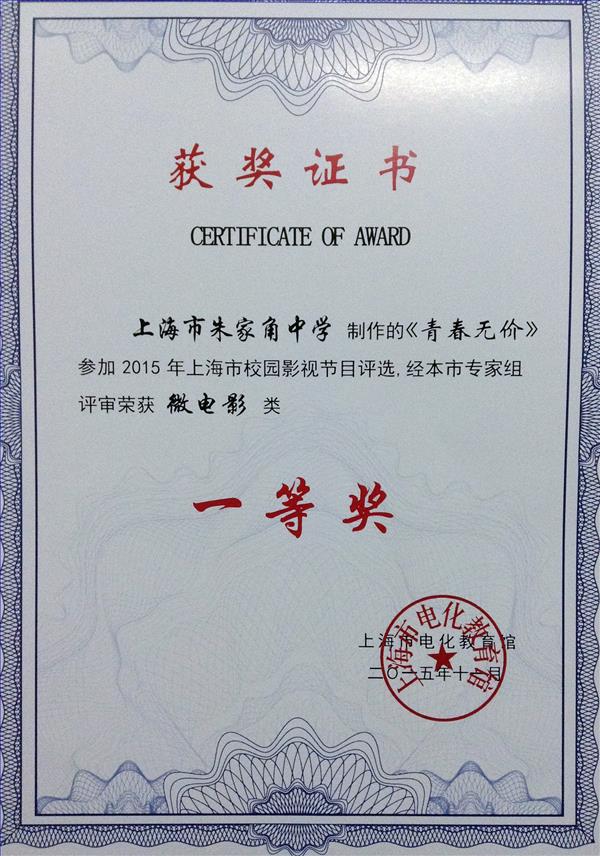 获奖证书
CERTIFICATE OF AWARD
上海市朱家角中学 制作的《青春无价》
参加 2015 年上海市校园影视节目评选,经本市专家组
评审荣获 微电影 类
一等奖
上海市电化教育馆
二〇一五年十一月
上海市电化教育馆